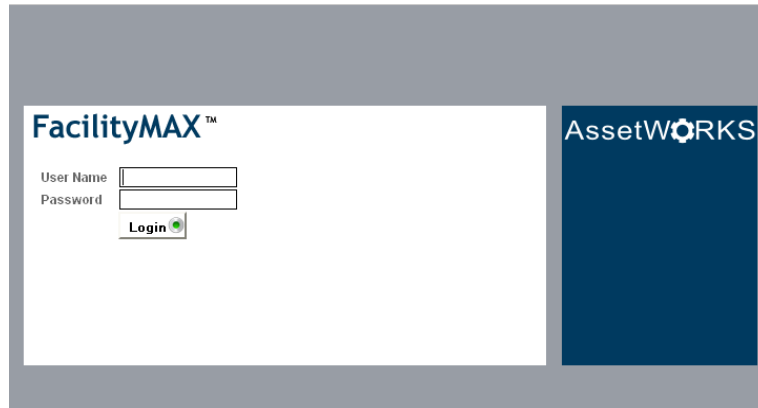 FacilityMAX™
AssetWORKS
User Name
Password
Login